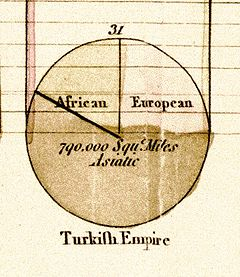 31
African European
790.000 Squ.ͤ Miles
Asiatic
Turkish Empire